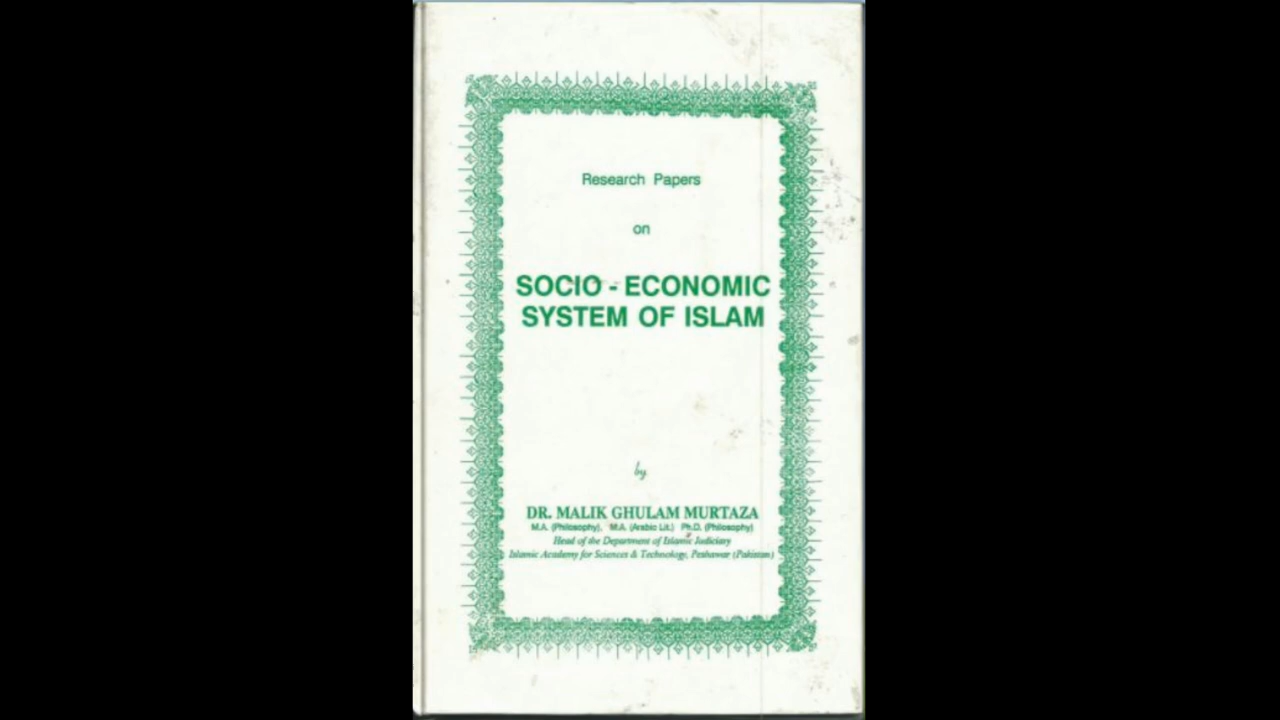 Research Papers
on
SOCIO - ECONOMIC
SYSTEM OF ISLAM
by
DR. MALIK GHULAM MURTAZA
M.A. (Philosophy), M.A. (Arabic Lit.) Ph.D. (Philosophy)
Head of the Department of Islamic Judiciary
Islamic Academy for Sciences & Technology, Peshawar (Pakistan)